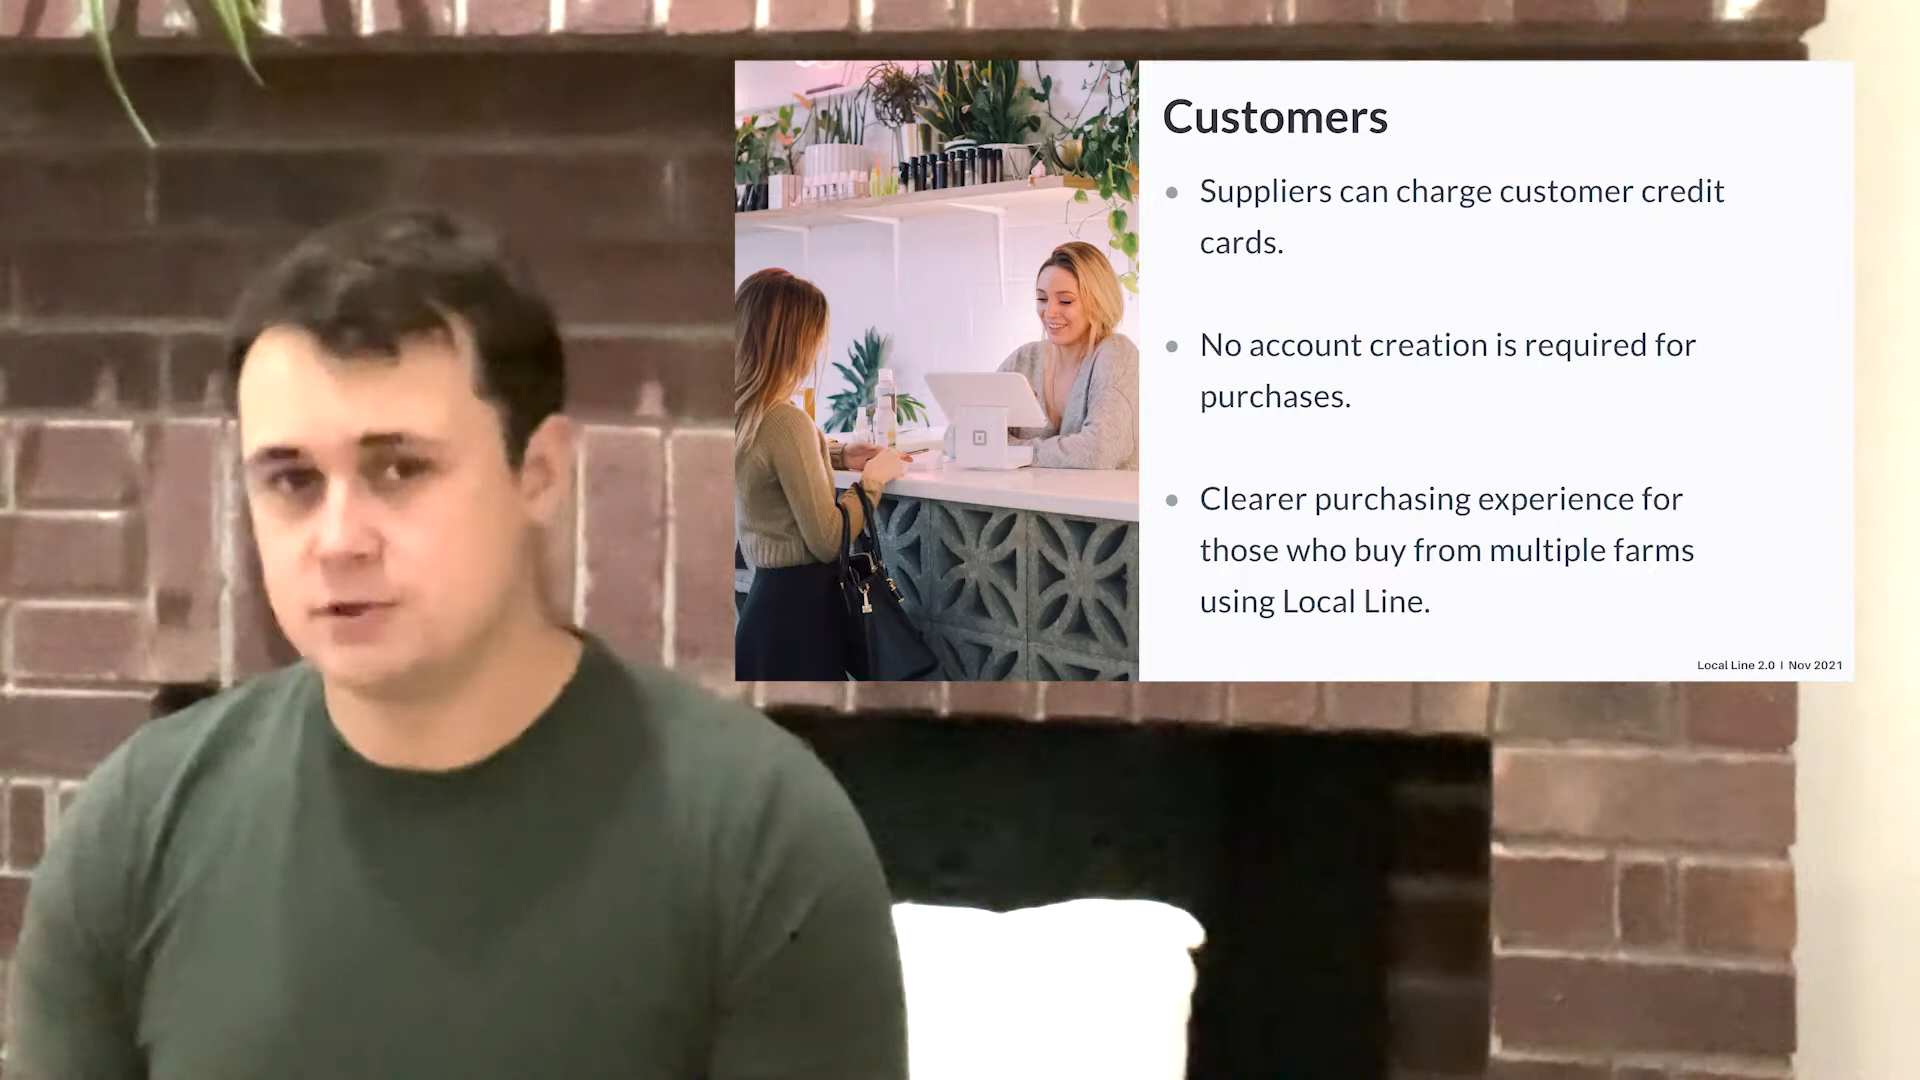 Customers
Suppliers can charge customer credit
cards.
No account creation is required for
purchases.
Clearer purchasing experience for
those who buy from multiple farms
using Local Line.
Local Line 2.0 | Nov 2021